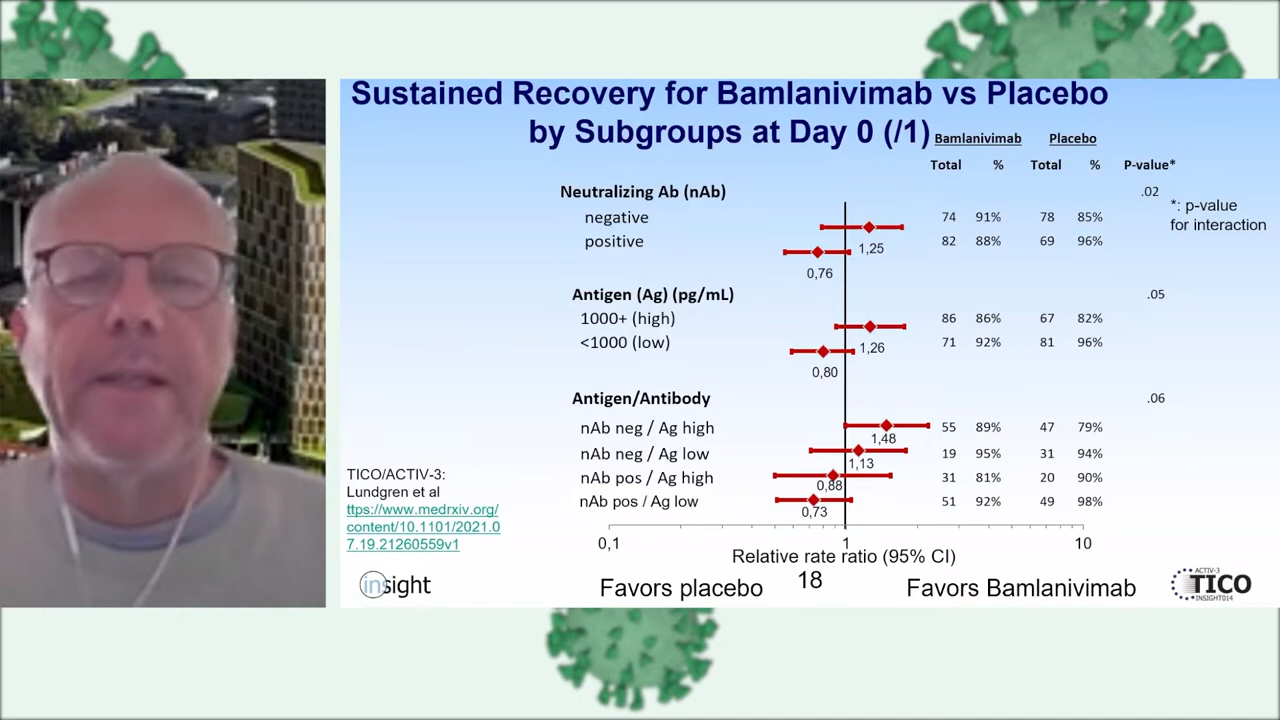 Sustained Recovery for Bamlanivimab vs Placebo
by Subgroups at Day 0 (/1)
Bamlanivimab Placebo
Total % Total % P-value*
Neutralizing Ab (nAb) .02
*: p-value
for interaction
negative 74 91% 78 85%
1,25
positive 82 88% 69 96%
0,76
Antigen (Ag) (pg/mL) .05
1000+ (high) 86 86% 67 82%
1,26
<1000 (low) 71 92% 81 96%
0,80
Antigen/Antibody .06
nAb neg / Ag high 55 89% 47 79%
1,48
nAb neg / Ag low 19 95% 31 94%
1,13
nAb pos / Ag high 31 81% 20 90%
0,88
nAb pos / Ag low 51 92% 49 98%
0,73
0,1 1 10
Relative rate ratio (95% CI)
Favors placebo 18 Favors Bamlanivimab
TICO/ACTIV-3:
Lundgren et al
ttps://www.medrxiv.org/
content/10.1101/2021.0
7.19.21260559v1
insight
ACTIV-3
TICO
INSIGHT014